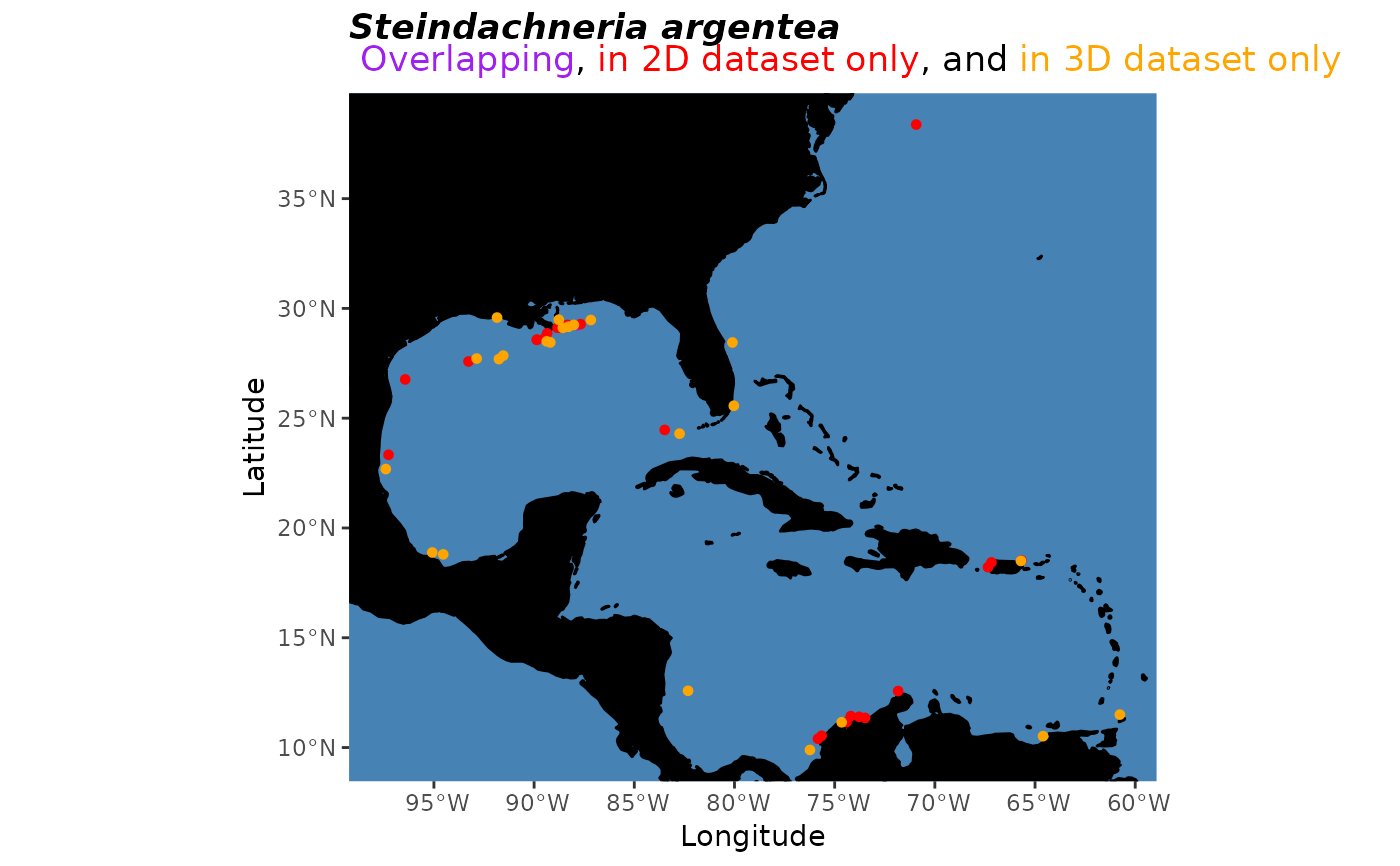 Steindachneria argentea
Overlapping, in 2D dataset only, and in 3D dataset only
35°N
30°N
25°N
20°N
15°N
10°N
Latitude
95°W 90°W 85°W 80°W 75°W 70°W 65°W 60°W
Longitude